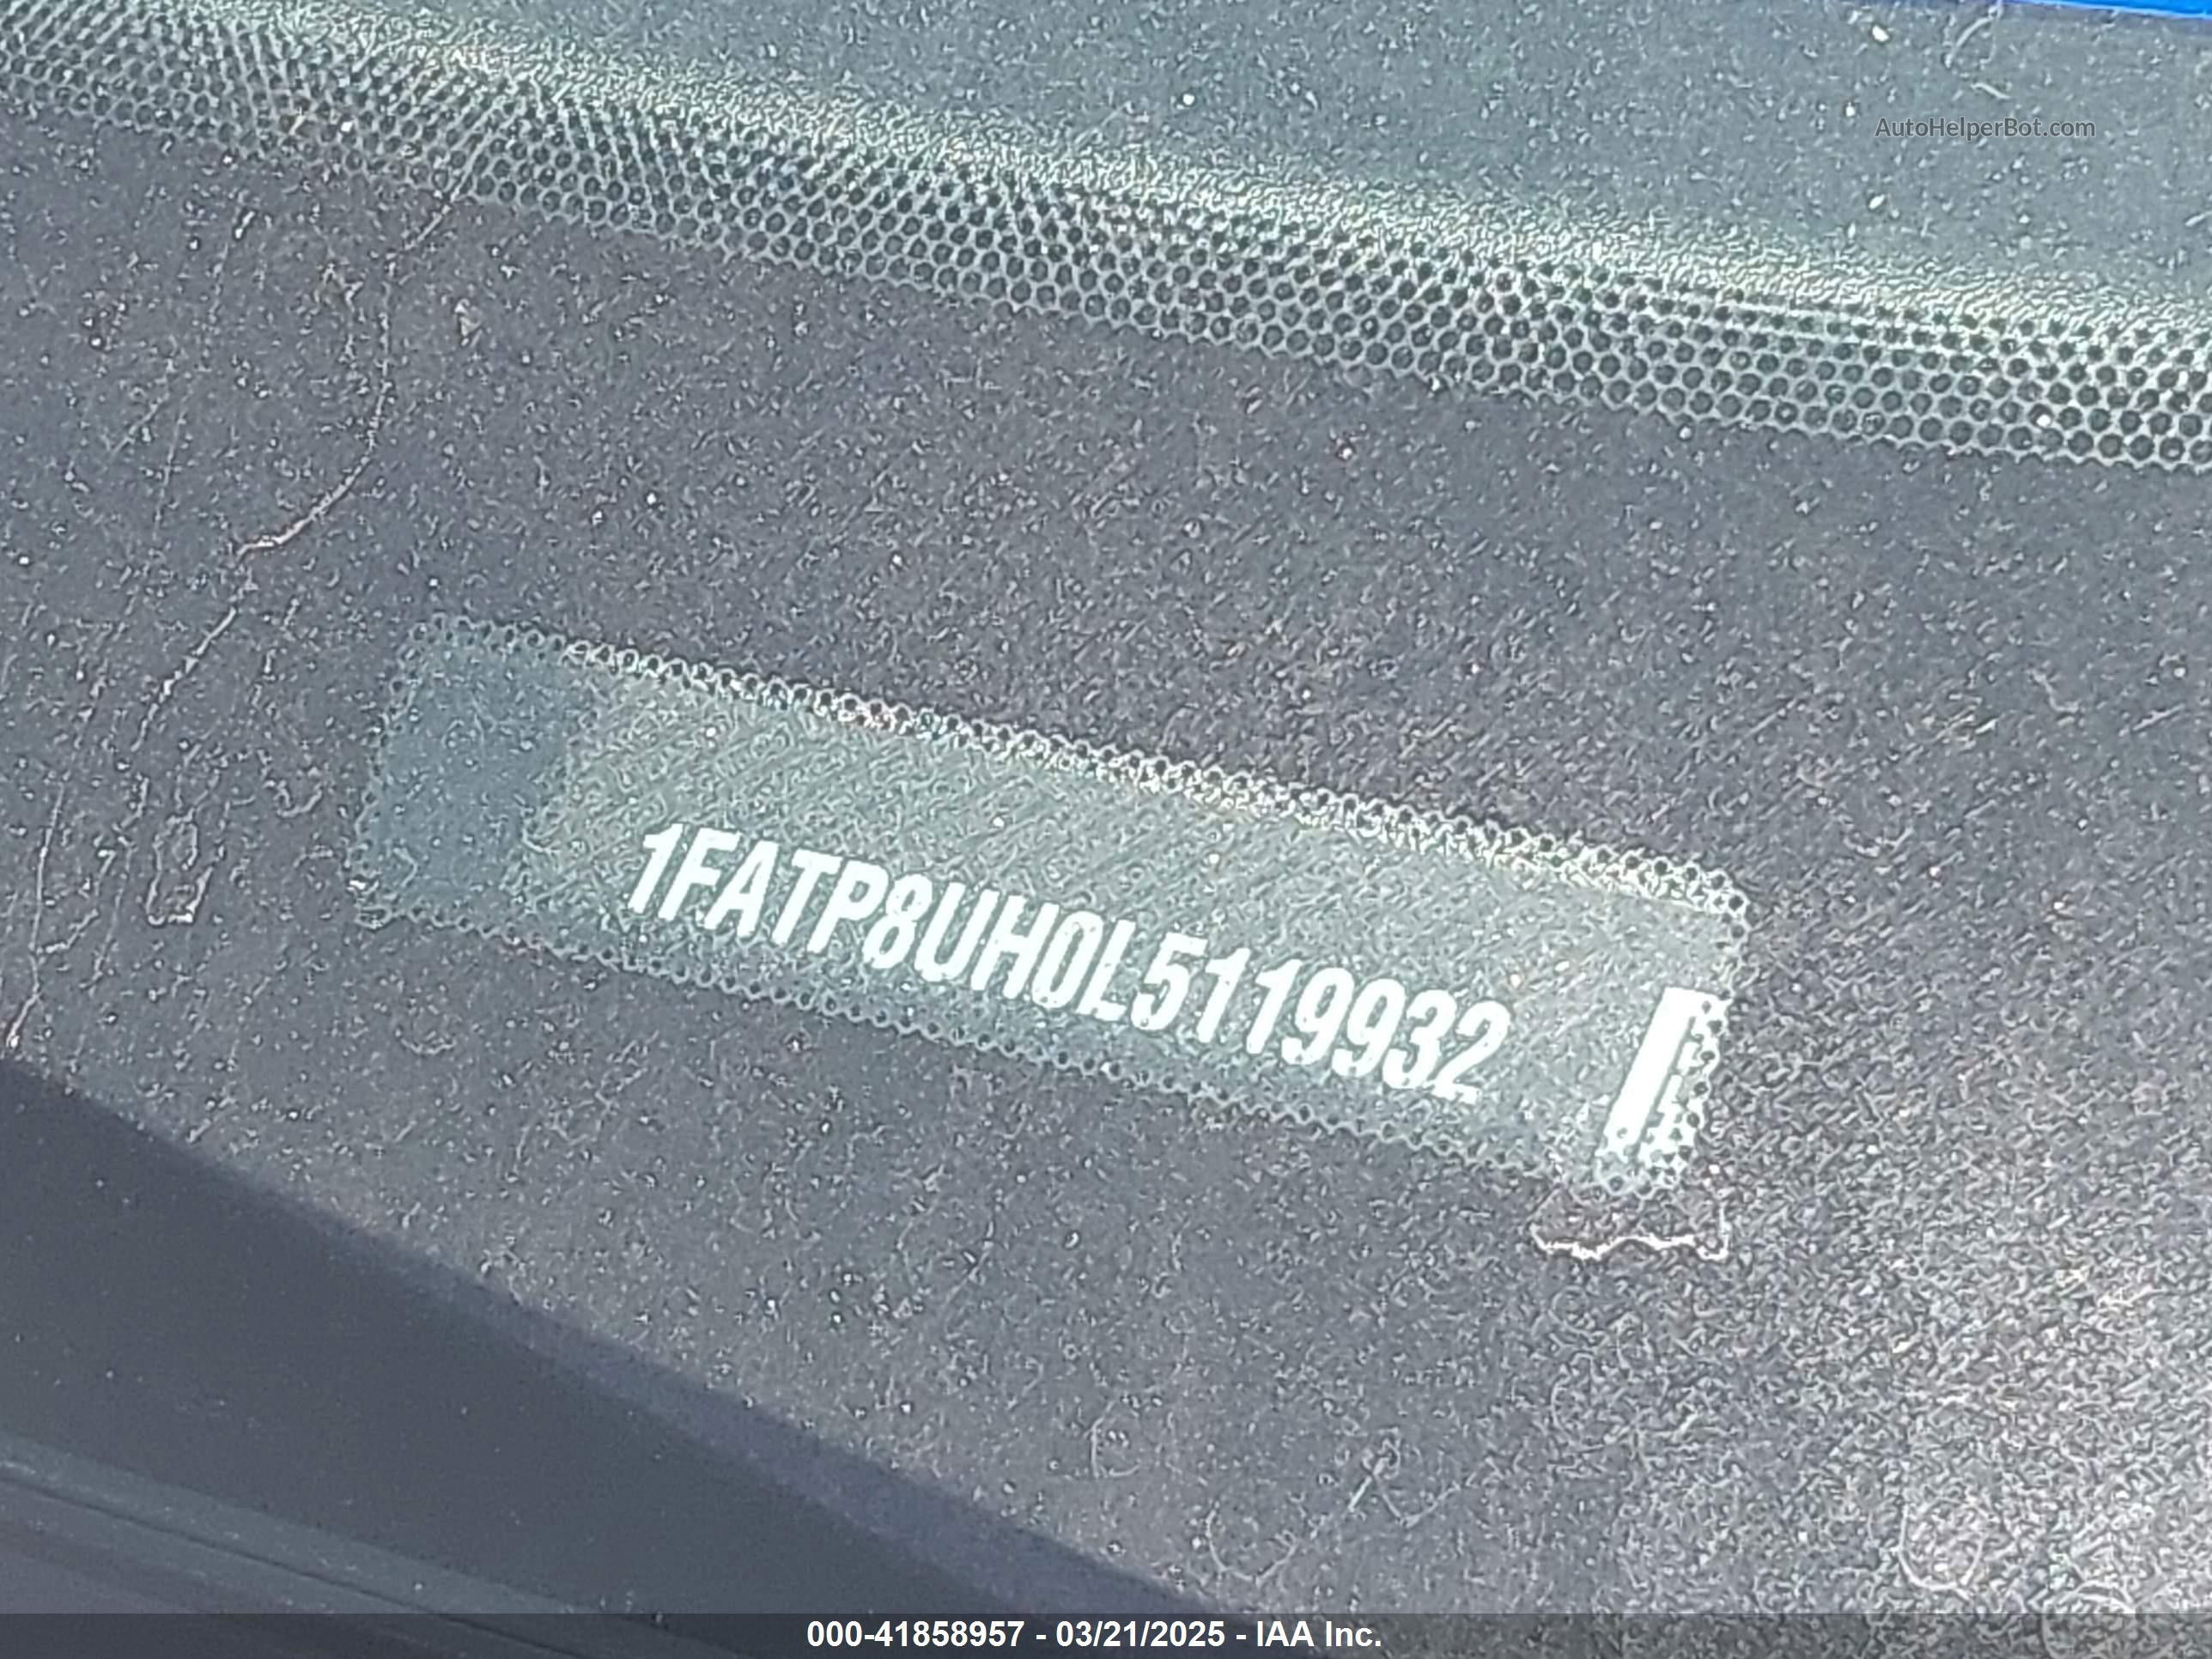 AutoHelperBot.com
1FATP8UH0L5119932
000-41858957 - 03/21/2025 - IAA Inc.